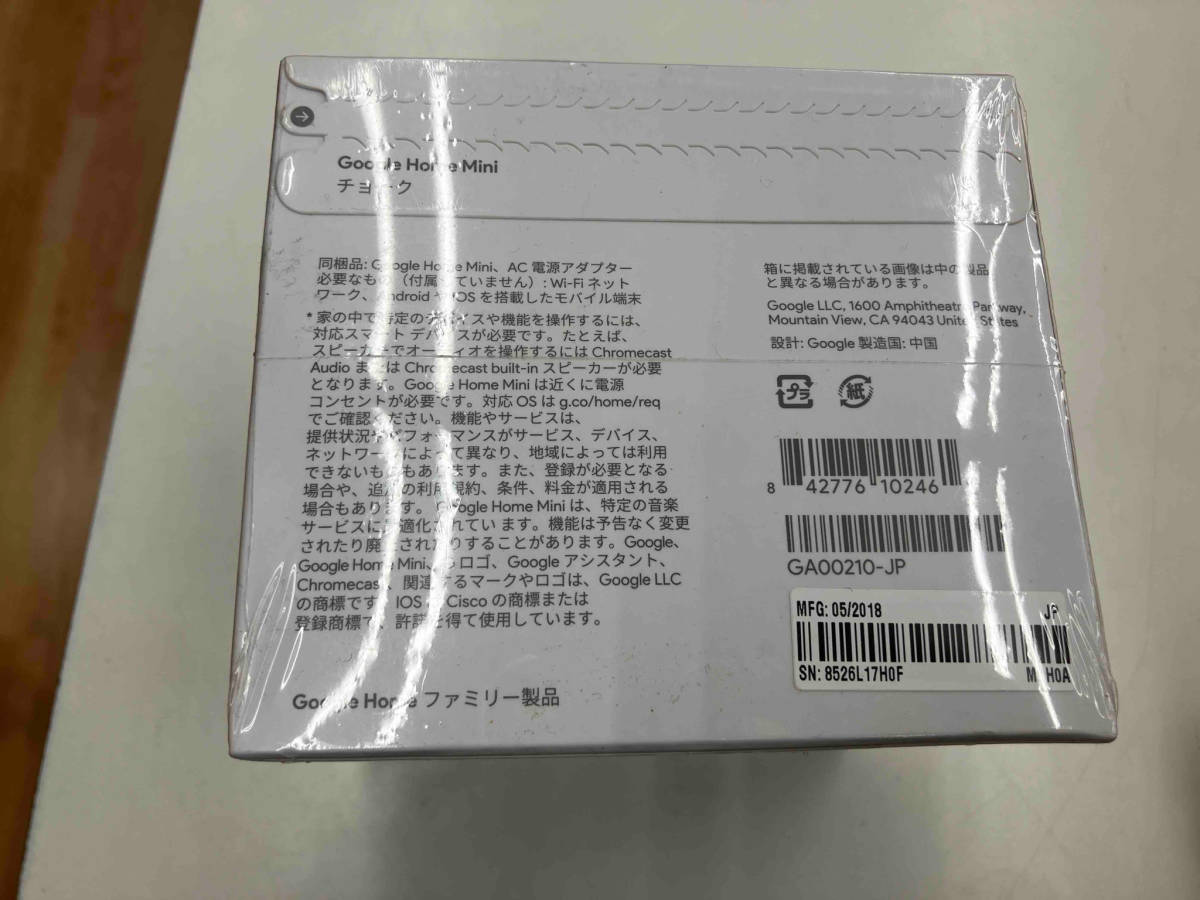 Google Home Mini
チョーク
同梱品: Google Home Mini、AC 電源アダプター
必要なもの（付属していません）: Wi-Fi ネット
ワーク、Android や iOS を搭載したモバイル端末
* 家の中で特定のデバイスや機能を操作するには、
対応スマート デバイスが必要です。たとえば、
スピーカーでオーディオを操作するには Chromecast
Audio または Chromecast built-in スピーカーが必要
となります。Google Home Mini は近くに電源
コンセントが必要です。対応 OS は g.co/home/req
でご確認ください。機能やサービスは、
提供状況やパフォーマンスがサービス、デバイス、
ネットワークによって異なり、地域によっては利用
できないものもあります。また、登録が必要となる
場合や、追加の利用規約、条件、料金が適用される
場合もあります。 Google Home Mini は、特定の音楽
サービスに最適化されてい ます。機能は予告なく変更
されたり廃止されたりすることがあります。Google、
Google Home Mini、G ロゴ、Google アシスタント、
Chromecast、関連するマークやロゴは、Google LLC
の商標です。IOS は Cisco の商標または
登録商標で、許諾を得て使用しています。
Google Home ファミリー製品
箱に掲載されている画像は中の製品
と異なる場合があります。
Google LLC, 1600 Amphitheatre Parkway,
Mountain View, CA 94043 United States
設計: Google 製造国: 中国
プラ 紙
8 42776 10246
GA00210-JP
MFG: 05/2018 JP
SN: 8526L17H0F